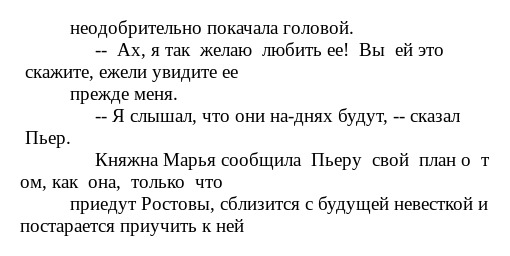 неодобрительно покачала головой.
-- Ах, я так желаю любить ее! Вы ей это
скажите, ежели увидите ее
прежде меня.
-- Я слышал, что они на-днях будут, -- сказал
Пьер.
Княжна Марья сообщила Пьеру свой план о т
ом, как она, только что
приедут Ростовы, сблизится с будущей невесткой и
постарается приучить к ней